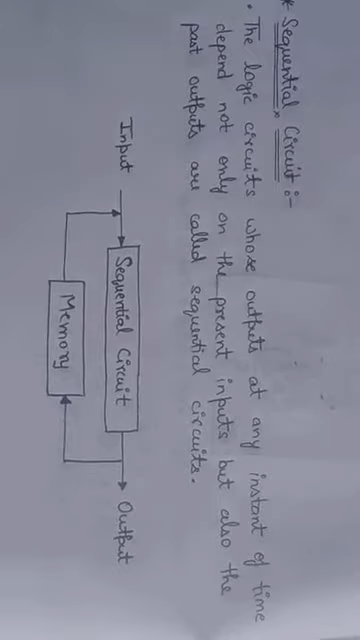 * Sequential Circuit :-
• The logic circuits whose outputs at any instant of time
depend not only on the present inputs but also the
past outputs are called sequential circuits.
Input
Sequential Circuit
Output
Memory